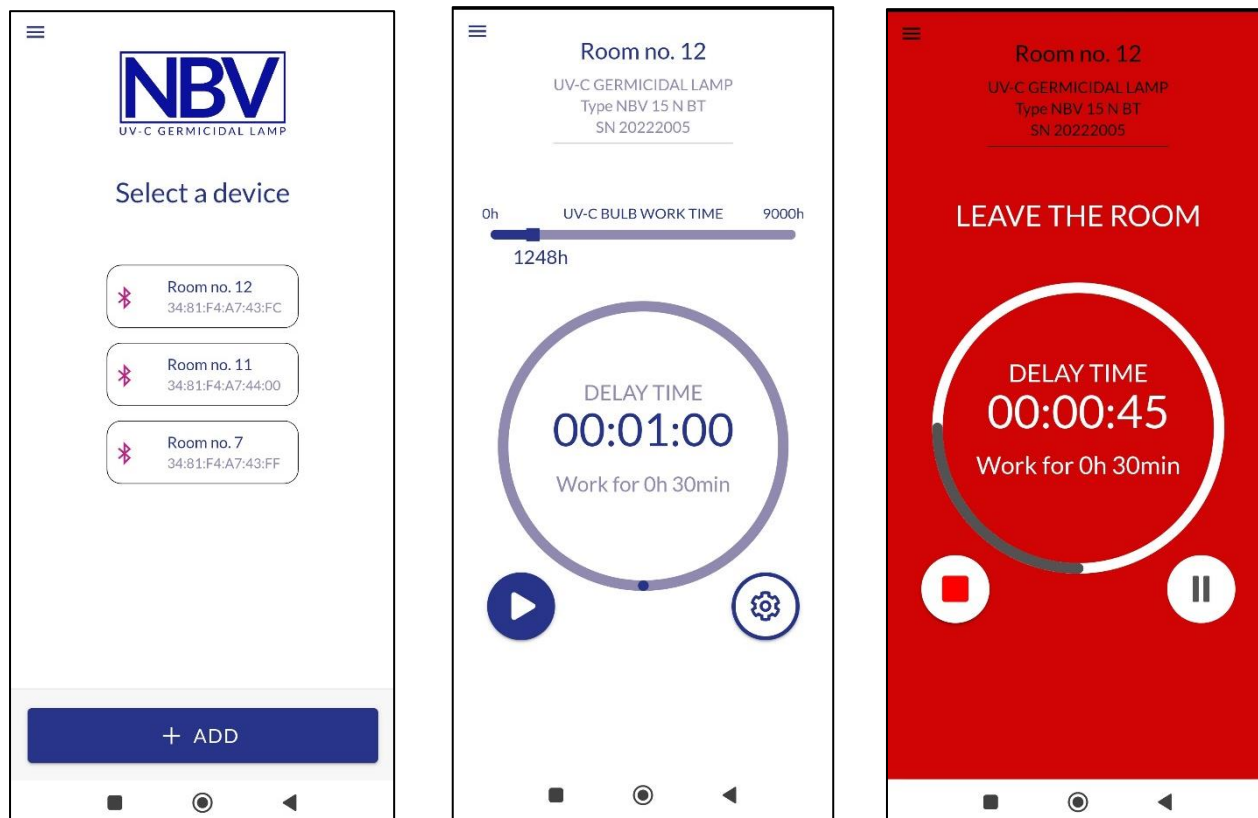 NBV
UV-C GERMICIDAL LAMP
Select a device
Room no. 12
34:81:F4:A7:43:FC
Room no. 11
34:81:F4:A7:44:00
Room no. 7
34:81:F4:A7:43:FF
+ ADD
Room no. 12
UV-C GERMICIDAL LAMP
Type NBV 15 N BT
SN 20222005
0h UV-C BULB WORK TIME 9000h
1248h
DELAY TIME
00:01:00
Work for 0h 30min
Room no. 12
UV-C GERMICIDAL LAMP
Type NBV 15 N BT
SN 20222005
LEAVE THE ROOM
DELAY TIME
00:00:45
Work for 0h 30min